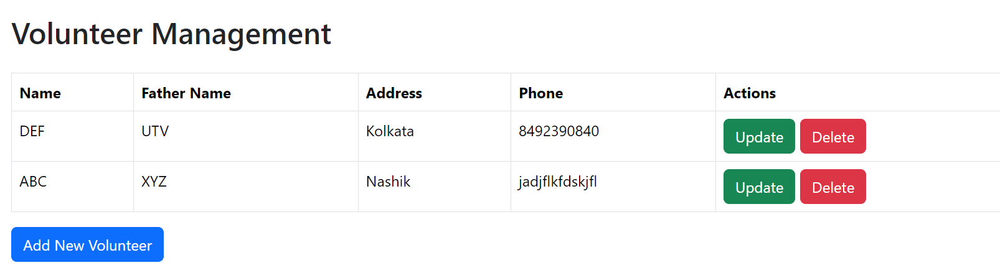 Volunteer Management
Name Father Name Address Phone Actions
DEF UTV Kolkata 8492390840 Update Delete
ABC XYZ Nashik jadjflkfdskjfl Update Delete
Add New Volunteer